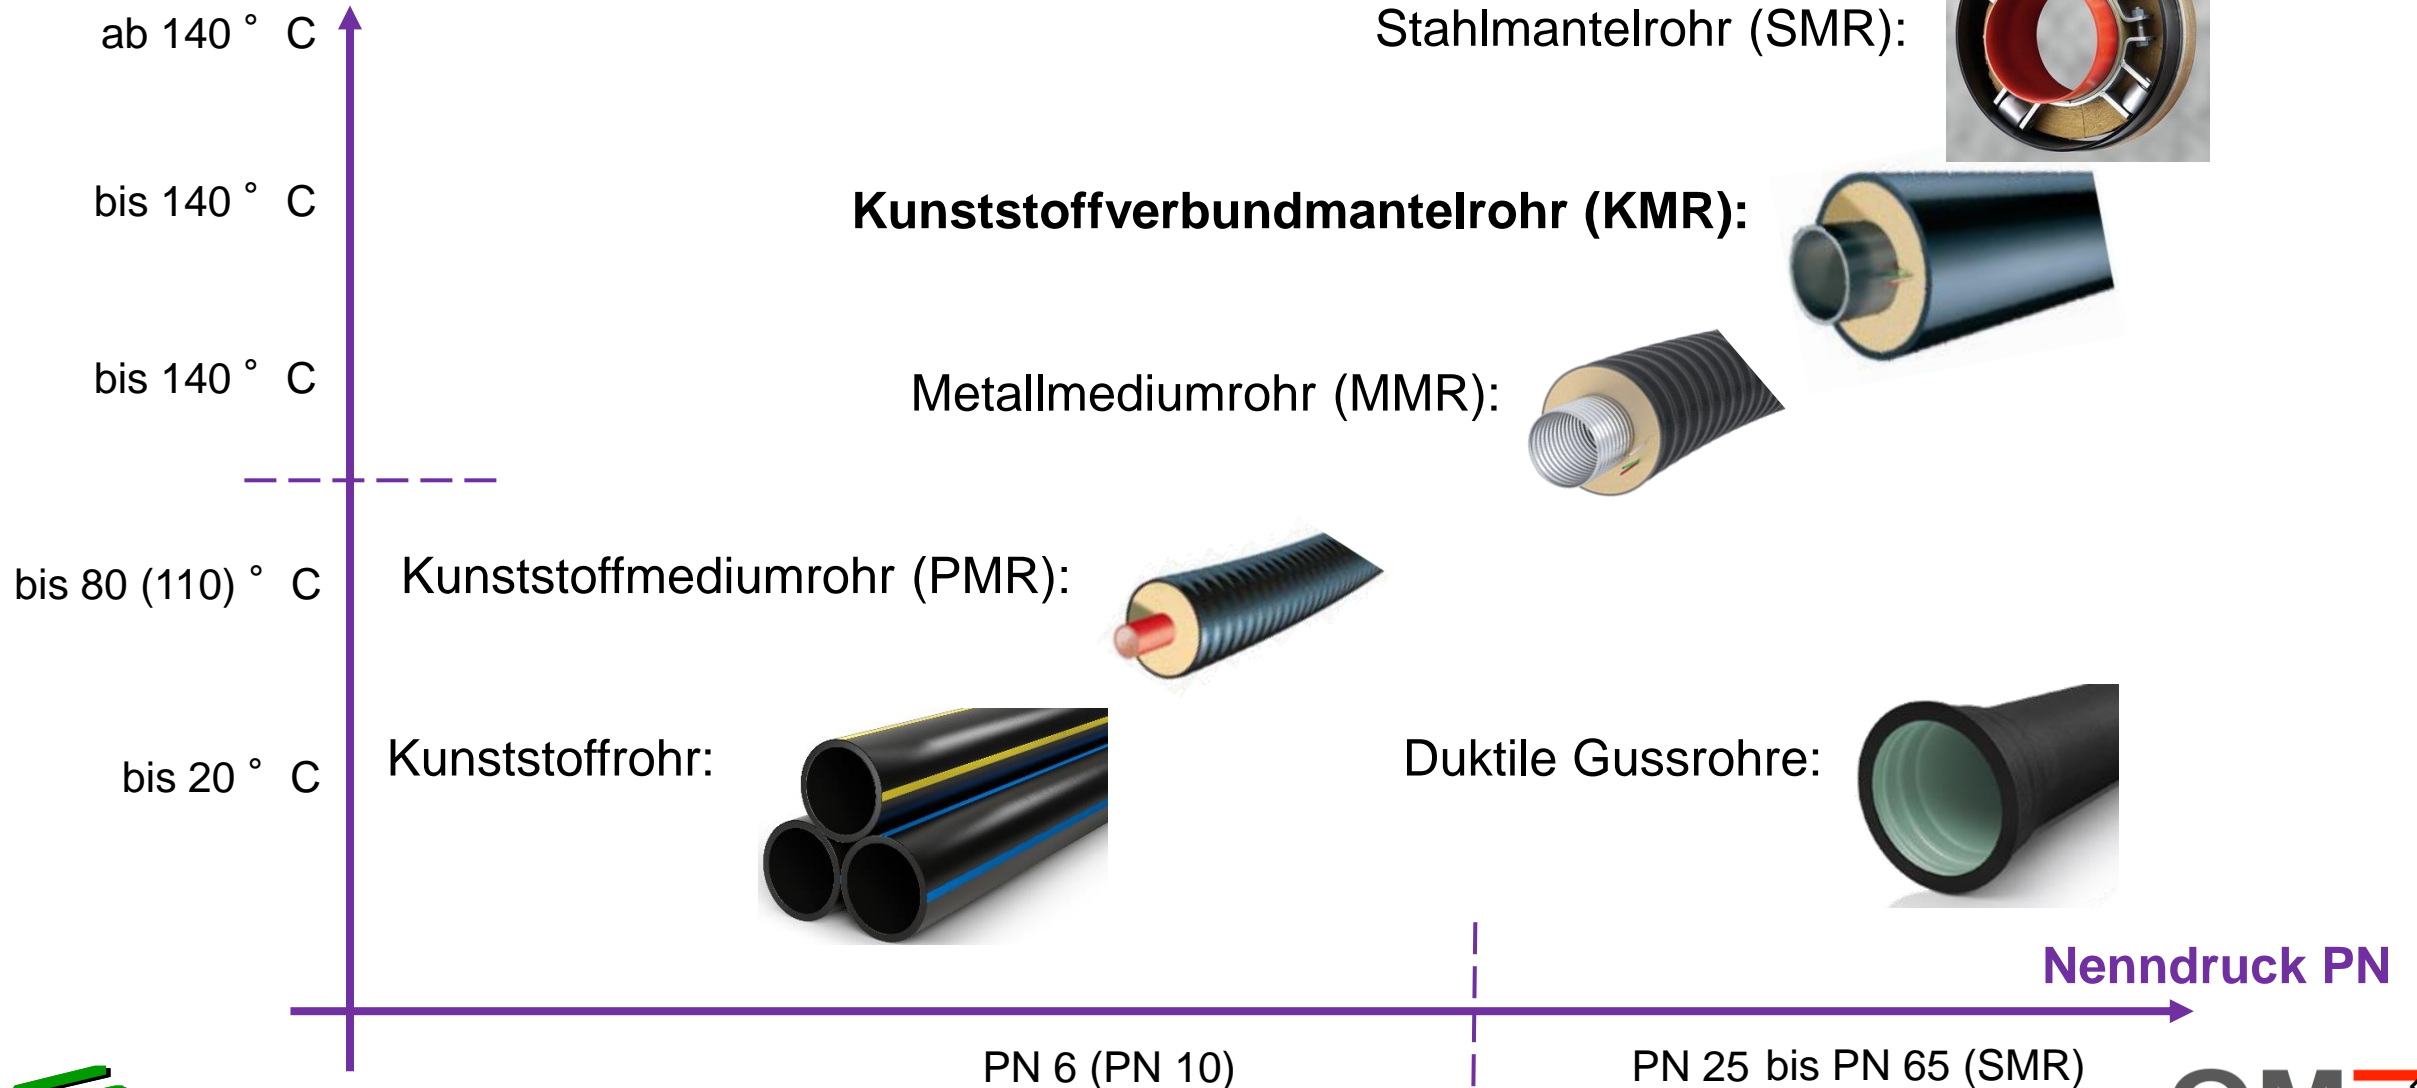 ab 140 ° C
Stahlmantelrohr (SMR):
bis 140 ° C
Kunststoffverbundmantelrohr (KMR):
bis 140 ° C
Metallmediumrohr (MMR):
bis 80 (110) ° C
Kunststoffmediumrohr (PMR):
bis 20 ° C
Kunststoffrohr:
Duktile Gussrohre:
Nenndruck PN
PN 6 (PN 10)
PN 25 bis PN 65 (SMR)